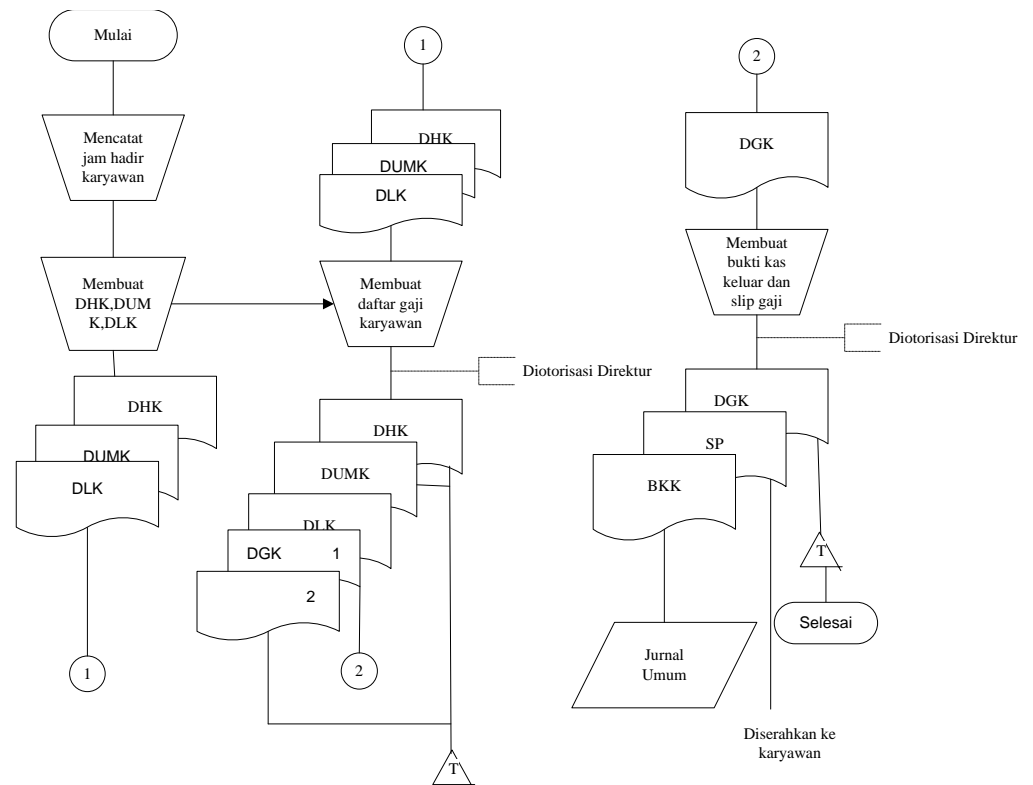 Mulai
Mencatat
jam hadir
karyawan
Membuat
DHK,DUM
K,DLK
DHK
DUMK
DLK
1
1
DHK
DUMK
DLK
Membuat
daftar gaji
karyawan
Diotorisasi Direktur
DHK
DUMK
DLK
DGK 1
2
2
T
2
DGK
Membuat
bukti kas
keluar dan
slip gaji
Diotorisasi Direktur
DGK
SP
BKK
T
Selesai
Jurnal
Umum
Diserahkan ke
karyawan